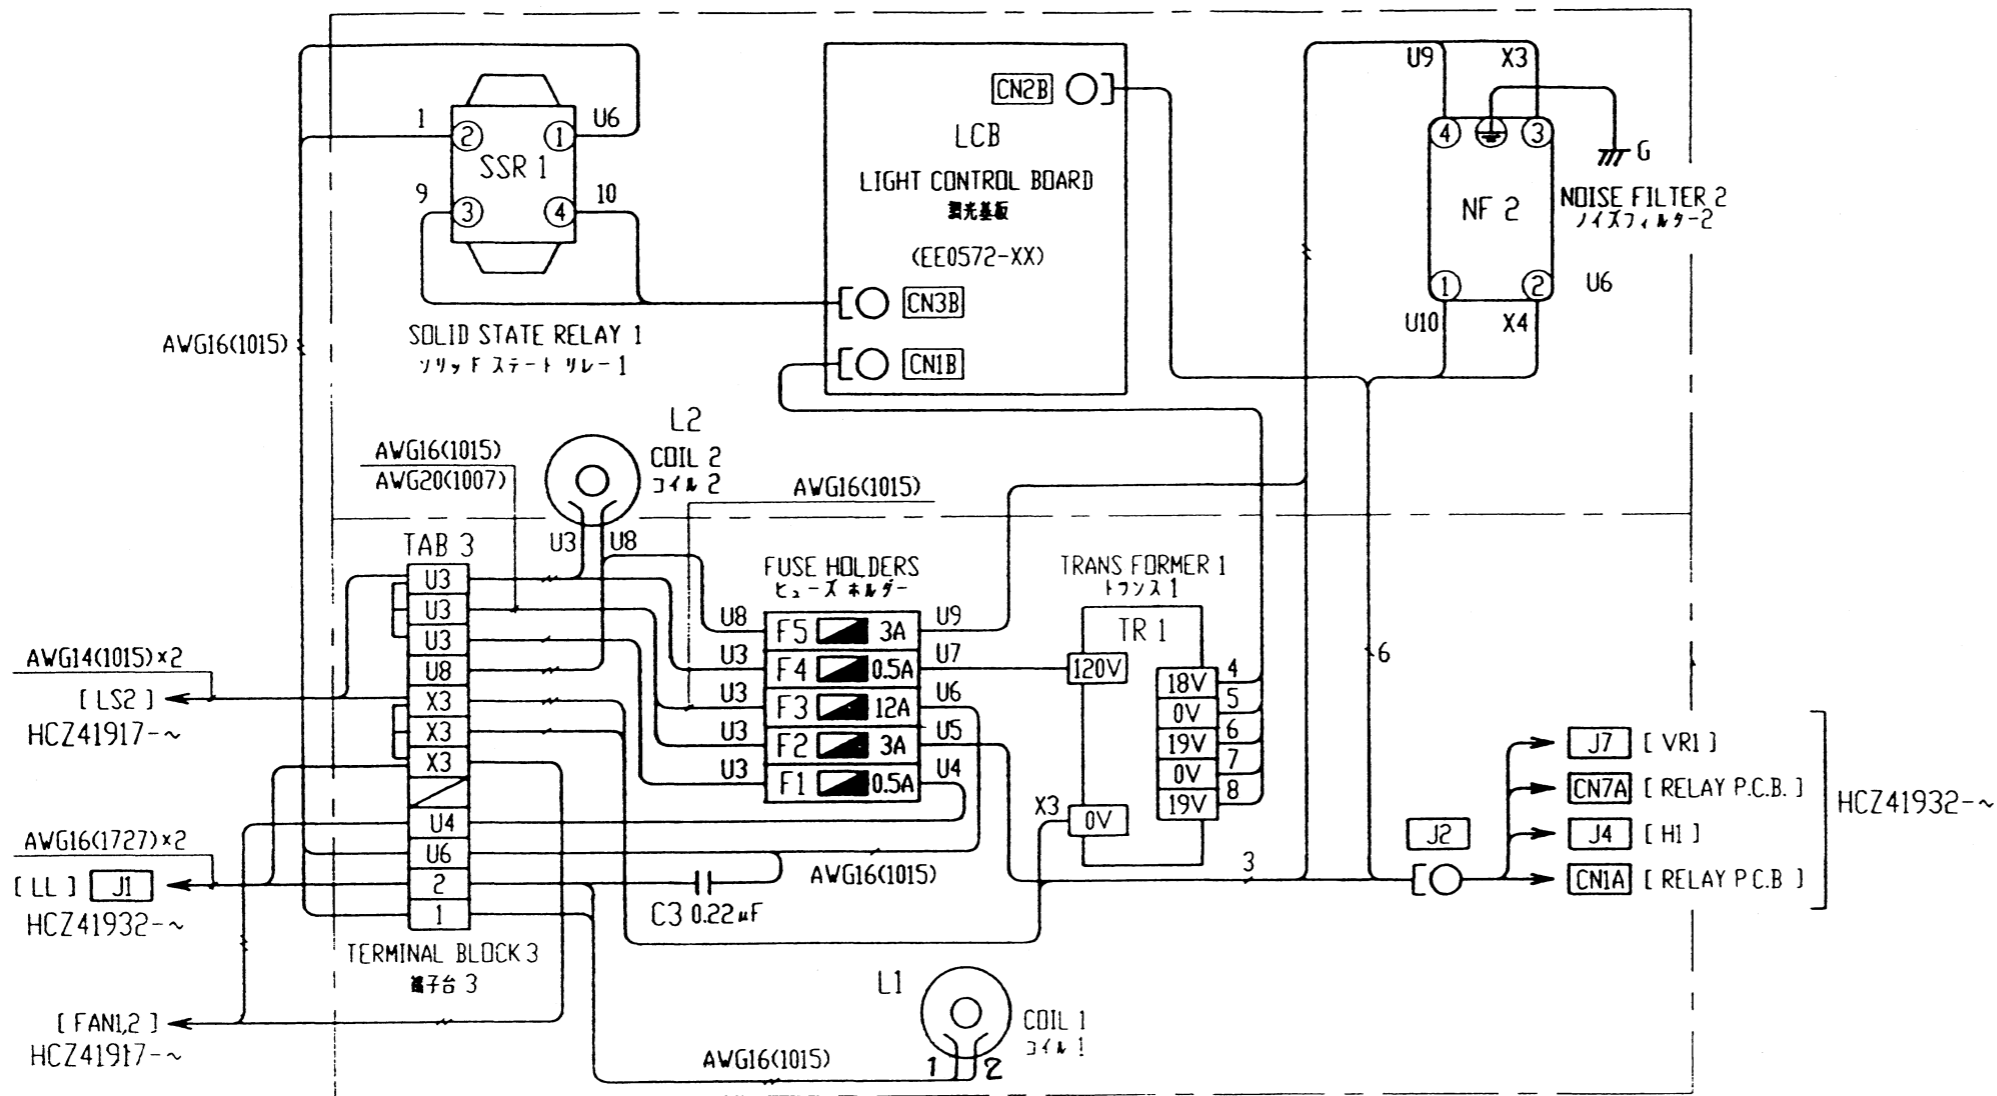 U6
1
2
1
SSR 1
9
10
3
4
SOLID STATE RELAY 1
ソリッド ステート リレー 1
AWG16(1015)
CN2B
LCB
LIGHT CONTROL BOARD
調光基板
(EE0572-XX)
CN3B
CN1B
U9
X3
4
3
G
NF 2
NOISE FILTER 2
ノイズフィルター2
1
2
U6
U10
X4
L2
COIL 2
コイル 2
AWG16(1015)
AWG20(1007)
AWG16(1015)
U3
U8
TAB 3
U3
U3
U3
U8
X3
X3
X3
U4
U6
2
1
TERMINAL BLOCK 3
端子台 3
AWG14(1015)×2
[ LS2 ]
HCZ41917-~
AWG16(1727)×2
[ LL ] J1
HCZ41932-~
[ FAN1,2 ]
HCZ41917-~
FUSE HOLDERS
ヒューズ ホルダー
U8 F5 3A U9
U3 F4 0.5A U7
U3 F3 12A U6
U3 F2 3A U5
U3 F1 0.5A U4
AWG16(1015)
C3 0.22μF
TRANS FORMER 1
トランス 1
TR 1
120V
X3
0V
18V 4
0V 5
19V 6
0V 7
19V 8
3
6
L1
COIL 1
コイル 1
1 2
AWG16(1015)
J2
J7 [ VR1 ]
CN7A [ RELAY P.C.B. ]
J4 [ H1 ]
CN1A [ RELAY P.C.B ]
HCZ41932-~